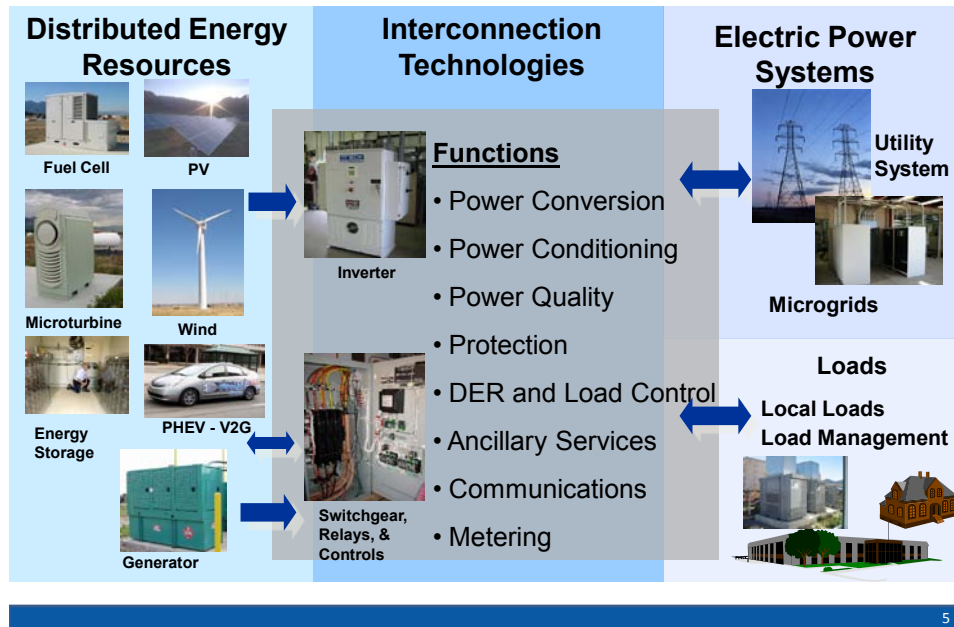 Distributed Energy
Resources
Fuel Cell
PV
Microturbine
Wind
Energy
Storage
PHEV - V2G
Generator
Interconnection
Technologies
Inverter
Switchgear,
Relays, &
Controls
Functions
• Power Conversion
• Power Conditioning
• Power Quality
• Protection
• DER and Load Control
• Ancillary Services
• Communications
• Metering
Electric Power
Systems
Utility
System
Microgrids
Loads
Local Loads
Load Management
5